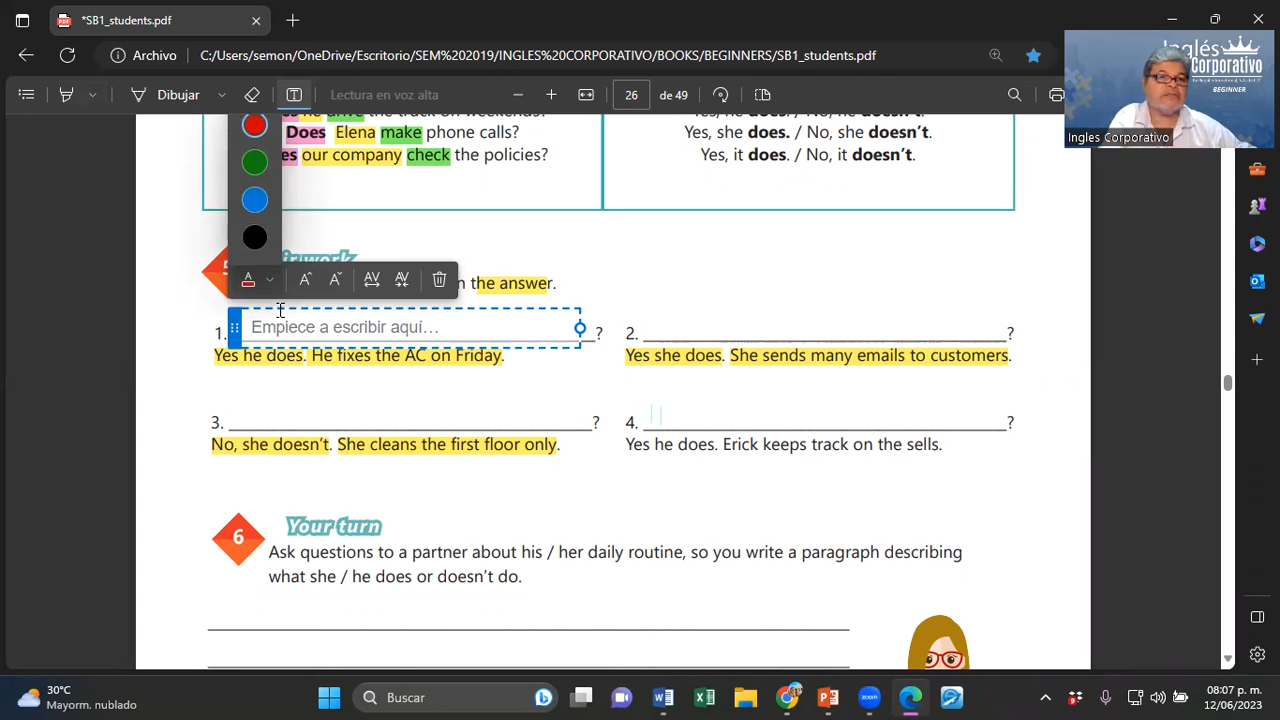 *SB1_students.pdf
Archivo
C:/Users/semon/OneDrive/Escritorio/SEM%202019/INGLES%20CORPORATIVO/BOOKS/BEGINNERS/SB1_students.pdf
Dibujar
Lectura en voz alta
26
de 49
Inglés
Corporativo
BEGINNER
Ingles Corporativo
Does Elena make phone calls?
our company check the policies?
Yes, she does. / No, she doesn't.
Yes, it does. / No, it doesn't.
the answer.
1.
Empiece a escribir aquí…
?
Yes he does. He fixes the AC on Friday.
2. ?
Yes she does. She sends many emails to customers.
3. ?
No, she doesn't. She cleans the first floor only.
4. ?
Yes he does. Erick keeps track on the sells.
6
Your turn
Ask questions to a partner about his / her daily routine, so you write a paragraph describing
what she / he does or doesn't do.
30°C
Mayorm. nublado
Buscar
08:07 p. m.
12/06/2023